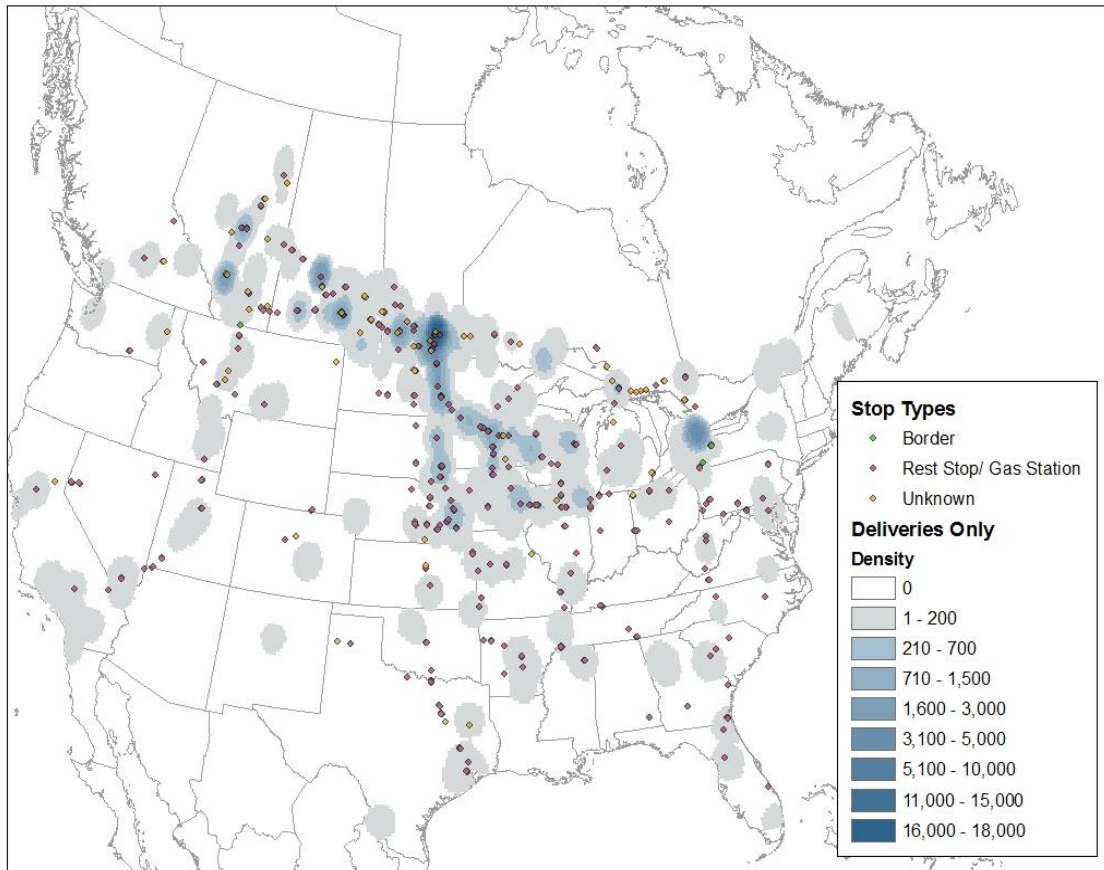 Stop Types
Border
Rest Stop/ Gas Station
Unknown
Deliveries Only
Density
0
1 - 200
210 - 700
710 - 1,500
1,600 - 3,000
3,100 - 5,000
5,100 - 10,000
11,000 - 15,000
16,000 - 18,000